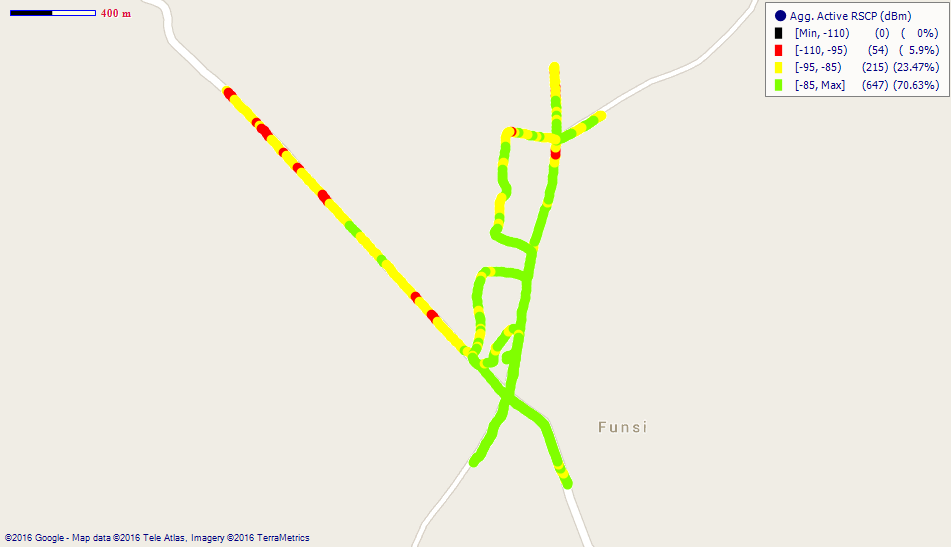 400 m
Agg. Active RSCP (dBm)
[Min, -110) (0) ( 0%)
[-110, -95) (54) ( 5.9%)
[-95, -85) (215) (23.47%)
[-85, Max] (647) (70.63%)
Funsi
©2016 Google - Map data ©2016 Tele Atlas, Imagery ©2016 TerraMetrics